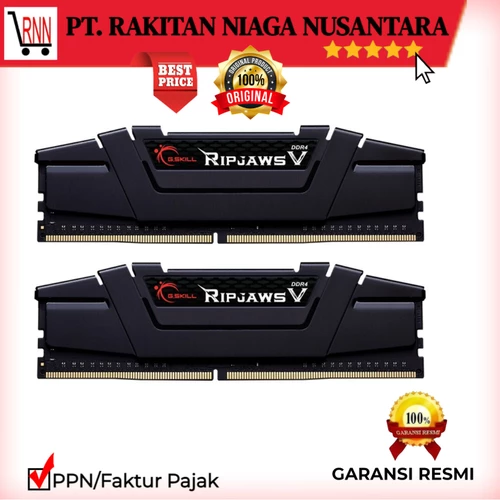 RNN
PT. RAKITAN NIAGA NUSANTARA
BEST
PRICE
ORIGINAL PRODUCT
100%
ORIGINAL
G.SKILL
RIPJAWS V
DDR4
G.SKILL
RIPJAWS V
DDR4
100%
GARANSI RESMI
PPN/Faktur Pajak
GARANSI RESMI